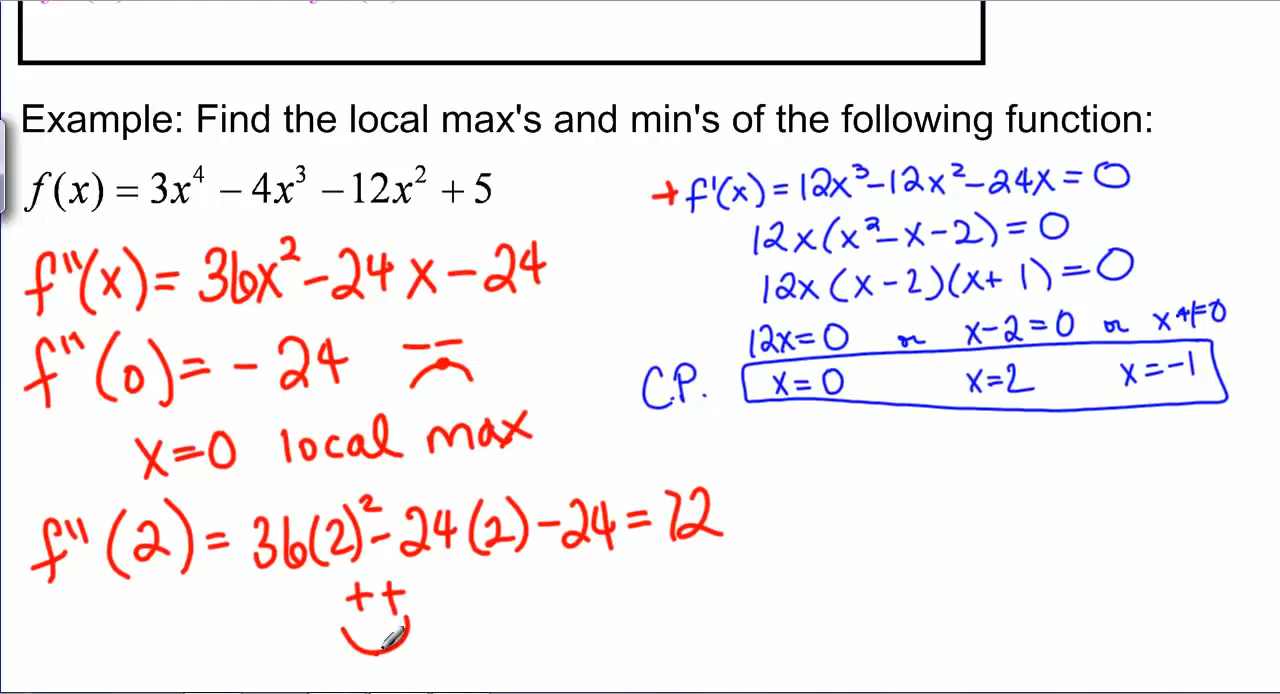 Example: Find the local max's and min's of the following function:
f(x) = 3x⁴ − 4x³ − 12x² + 5
f''(x) = 36x² − 24x − 24
f''(0) = − 24 −−
x=0 local max
f''(2) = 36(2)² − 24(2) − 24 = 72
++
→ f'(x) = 12x³ − 12x² − 24x = 0
12x(x² − x − 2) = 0
12x(x − 2)(x + 1) = 0
12x = 0 or x − 2 = 0 or x+1=0
C.P. x = 0 x = 2 x = −1